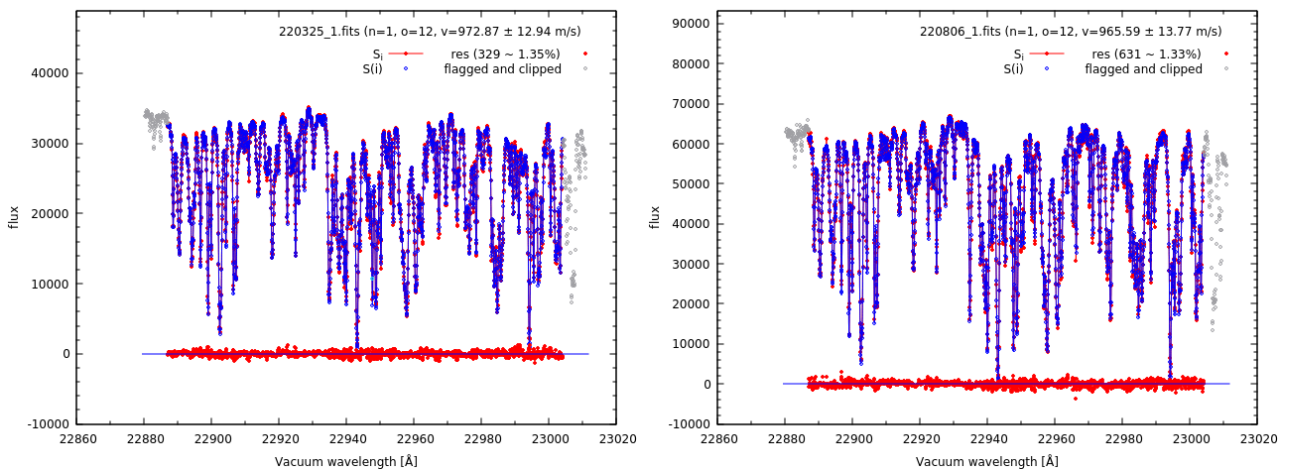 220325_1.fits (n=1, o=12, v=972.87 ± 12.94 m/s)
Sᵢ res (329 ~ 1.35%)
S(i) flagged and clipped
40000
30000
20000
10000
0
-10000
flux
22860 22880 22900 22920 22940 22960 22980 23000 23020
Vacuum wavelength [Å]
220806_1.fits (n=1, o=12, v=965.59 ± 13.77 m/s)
Sᵢ res (631 ~ 1.33%)
S(i) flagged and clipped
90000
80000
70000
60000
50000
40000
30000
20000
10000
0
-10000
flux
22860 22880 22900 22920 22940 22960 22980 23000 23020
Vacuum wavelength [Å]